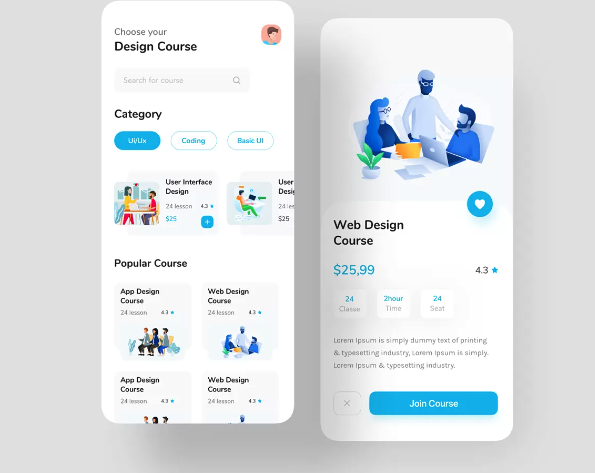 Choose your
Design Course
Search for course
Category
Ui/Ux
Coding
Basic UI
User Interface
Design
24 lesson 4.3
$25
+
User
24 les
$25
Popular Course
App Design
Course
24 lesson 4.3
Web Design
Course
24 lesson 4.3
App Design
Course
24 lesson 4.3
Web Design
Course
24 lesson 4.3
Web Design
Course
$25,99
4.3
24
Classe
2hour
Time
24
Seat
Lorem Ipsum is simply dummy text of printing
& typesetting industry, Lorem Ipsum is simply.
Lorem Ipsum & typesetting industry.
Join Course